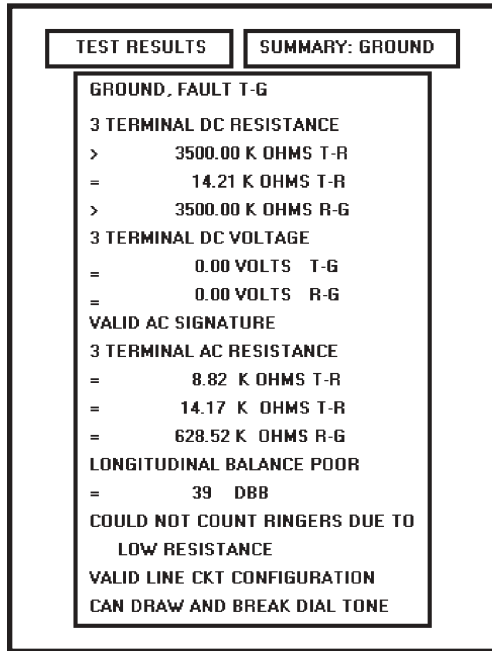 TEST RESULTS SUMMARY: GROUND
GROUND, FAULT T-G
3 TERMINAL DC RESISTANCE
> 3500.00 K OHMS T-R
= 14.21 K OHMS T-R
> 3500.00 K OHMS R-G
3 TERMINAL DC VOLTAGE
= 0.00 VOLTS T-G
= 0.00 VOLTS R-G
VALID AC SIGNATURE
3 TERMINAL AC RESISTANCE
= 8.82 K OHMS T-R
= 14.17 K OHMS T-R
= 628.52 K OHMS R-G
LONGITUDINAL BALANCE POOR
= 39 DBB
COULD NOT COUNT RINGERS DUE TO
LOW RESISTANCE
VALID LINE CKT CONFIGURATION
CAN DRAW AND BREAK DIAL TONE